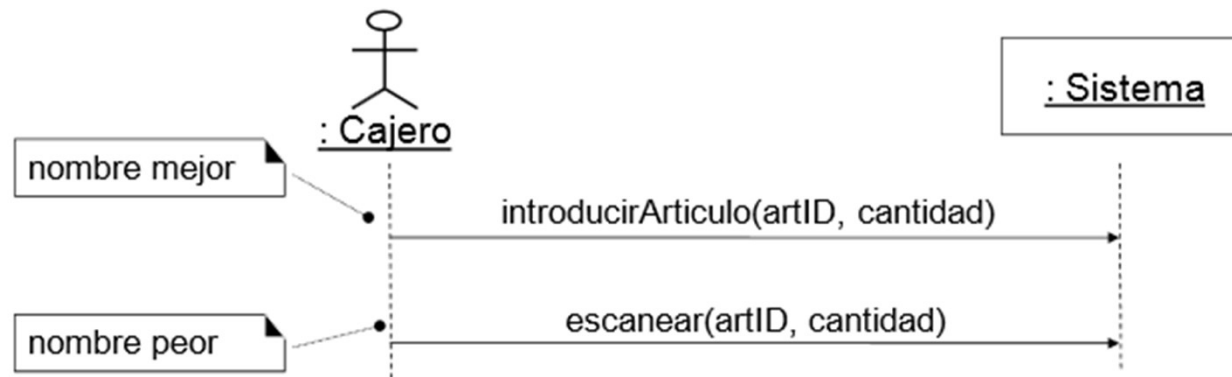 : Sistema
: Cajero
nombre mejor
introducirArticulo(artID, cantidad)
escanear(artID, cantidad)
nombre peor